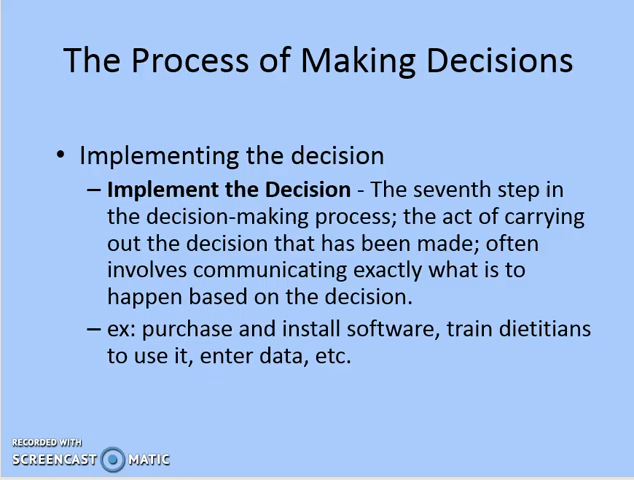 The Process of Making Decisions
• Implementing the decision
– Implement the Decision - The seventh step in
the decision-making process; the act of carrying
out the decision that has been made; often
involves communicating exactly what is to
happen based on the decision.
– ex: purchase and install software, train dietitians
to use it, enter data, etc.
RECORDED WITH
SCREENCAST MATIC